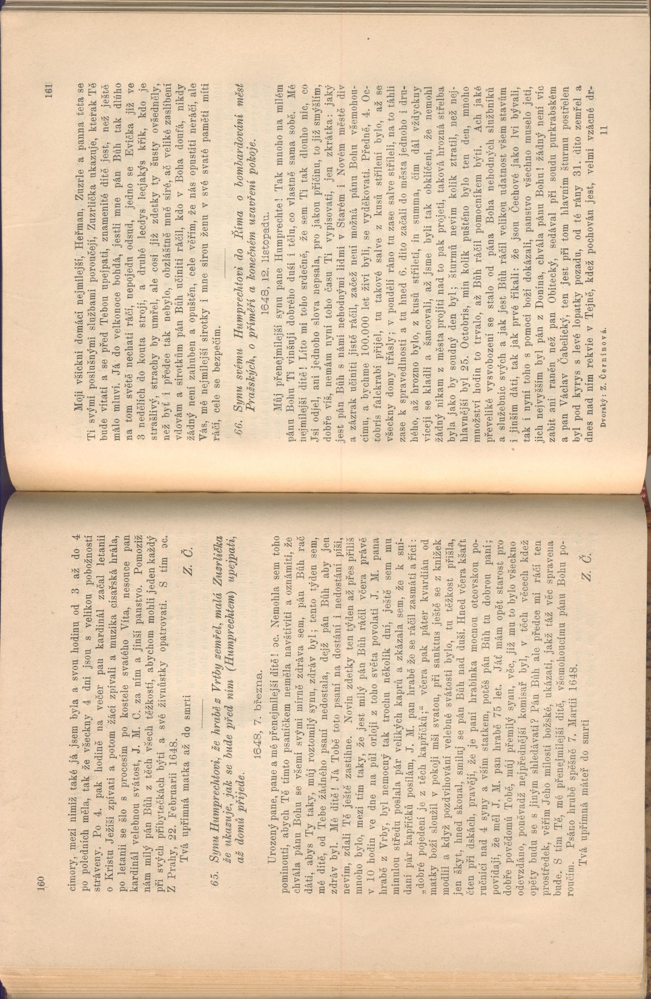 160
cimory, mezi nimiž také já jsem byla a svou hodinu od 3 až do 4
po poledních měla, tak že všecky 4 dni jsou s velikou pobožností
stráveny. Po 4. pak hodině na večer pan kardinál začal letanii
o Kristu Ježíši zpívati a potom žáci zpívali a muzika císařská hrála,
po letanii se šlo s procesím po kostele svatého Víta, nesouce pan
kardinál velebnou svátost, J. M. C. za ním a jinší panstvo. Pomoziž
nám milý pán Bůh z těch všech těžkostí, abychom mohli jeden každý
při svých příbytečkách býti a své živnůstky opatrovati. S tím ɔc.
Z Prahy, 22. Februarii 1648.
Tvá upřímná matka až do smrti
Z. Č.
65. Synu Humprechtovi, že hrabě z Vrtby zemřel, malá Zuzrlička
že ukazuje, jak se bude před ním (Humprechtem) upejpati,
až domů přijede.
1648, 7. března.
Urozený pane, pane a mé přenejmilejší dítě! ɔc. Nemohla sem toho
pominouti, abych Tě tímto psaníčkem neměla navštíviti a oznámiti, že
chvála pánu Bohu se všemi svými mírně zdráva sem, pán Bůh rač
dáti, abys Ty taky, můj roztomilý synu, zdráv byl; tento týden sem,
mé dítě, od Tebe žádného psaní nedostala, dejž pán Bůh aby jen
zdráv byl. Mé dítě! Já Tobě toto psaní na dostání i nedostání píši,
nevím, zdali Tě ještě zastihne. Novin zdetky ten týden až přes příliš
mnoho bylo, mezi tím taky, že jest milý pán Bůh ráčil včera právě
v 10 hodin ve dne na půl orloji z toho světa povolati J. M. pana
hrabě z Vrby, byl nemocný tak trochu několik dní, ještě sem mu
minulou středu poslala pár velikých kaprů a zkázala sem, že k sní-
daní pár kapříčků posílám, J. M. pan hrabě že se ráčil zasmáti a říci:
„dobré pojedení je z těch kapříčků;“ včera pak páter kvardián od
matky boží sloužil v pokoji mši svatou, při sanktus ještě se z knížek
modlil a když pozdvihování velebné svátosti bylo, tu těžkost přišla,
jen škyt, hned skonal, smiluj se pán Bůh nad duší. Hned včera kšaft
čten při dskách, pravějí, že je paní hrabinka mocnou otcovskou po-
ručnicí nad 4 syny a vším statkem, potěš pán Bůh tu dobrou paní;
povídají, že měl J. M. pan hrabě 75 let. Jáť mám opět starost pro
dobře povědomú Tobě, můj přemilý synu, věc, již mu to bylo všeckno
odevzdáno, poněvadž nejpřednější komisař byl, v těch věcech kdež
opěty budu se s jiným shledávati? Pán Bůh ale předce mi ráčí ten
prostředek, věřím Jeho milosti božské, ukázati, jakž táž věc spravena
bude. S tím Tě, mé přenejmilejší dítě, všemohoucímu pánu Bohu po-
roučím. Psáno hrubě spěšně 7. Martii 1648.
Tvá upřímná máteř do smrti
Z. Č.
161
Moji všickni domácí nejmilejší, Heřman, Zuzrle a panna teta se
Ti svými poslušnými službami poroučejí, Zuzrlička ukazuje, kterak Tě
bude vítati a se před Tebou upejpati, znamenité dítě jest, než ještě
málo mluví. Já do velkonoce bohdá, jestli mne pán Bůh tak dlúho
na tom světě nechati ráčí, nepojedu odsud, jedno se Evička již ve
3 nedělích do kouta strojí, a druhé lecdys lecjakýs křik, kdo je
strašlivý, strachy by umřel, ale cosi již zdetky ty šusty ovšedněly,
než byť i předce tak nebylo, obzláštně mně siré, ač veliké zaslíbení
vdovám a sirotkům pán Bůh učiniti ráčil, kdo v Boha doufá, nikdy
žádný není zahuben a opuštěn, cele věřím, že nás opustiti neráčí, ale
Vás, mé nejmilejší sirotky i mne sirou ženu v své svaté paměti míti
ráčí, cele se bezpečím.
66. Synu svému Humprechtovi do Říma o bombardování měst
Pražských, o příměří a konečném uzavření pokoje.
1648, 12. listopadu.
Můj přenejmilejší synu pane Humprechte! Tak mnoho na milém
pánu Bohu Ti vinšuji dobrého duši i tělu, co vlastně sama sobě. Mé
nejmilejší dítě! Líto mi toho srdečně, že sem Ti tak dlouho nic, co
Jsi odjel, ani jednoho slova nepsala, pro jakou příčinu, to již smýšlím,
dobře víš, nemám nyní toho času Ti vypisovati, jen zkrátka: jaký
jest pán Bůh s námi nehodnými lidmi v Starém i Novém městě div
a zázrak učiniti jistě ráčil, začež není možná pánu Bohu všemohou-
címu, a bychme 100.000 let živi byli, se vyděkovati. Předně, 4. Oc-
tobris falckrabí přijel, tu takové salve z kusů střílení bylo, až se
všeckny domy třásly; v pondělí ráno tu zase salve stříleli, na to táhli
zase k spravedlnosti a tu hned 6. dito začali do města jednoho i dru-
hého, až hrozno bylo, z kusů stříleti, in summa, čím dál vždyckny
víceji se kladli a šancovali, až jsme byli tak obklíčeni, že nemohl
žádný nikam z města projíti nad to pak projeti, taková hrozná střelba
byla jako by soudný den byl; šturmů nevím kolik ztratil, než nej-
hlavnější byl 25. Octobris, min kolik puštěno bylo ten den, mnoho
množství hodin to trvalo, až Bůh ráčil pomocníkem býti. Ach jaké
převeliké vysvobození se stalo od pána Boha nehodných službníků
a služebnic svých a jak jest Bůh ráčil velkou udatnost všem stavům
i jinším dáti, tak jak prvé říkali: že jsou Čechové jako lvi bývali,
tak i nyní toho s pomocí boží dokázali, panstvo všechno muselo jeti,
jich nejvyšším byl pán z Donína, chvála pánu Bohu! žádný není víc
zabit ani raněn než pan Obitecký, sedával při soudu purkrabském
a pan Václav Čabelický, ten jest při tom hlavním šturmu postřelen
byl pod kyrys s levé lopatky pozadu, od té rány 31. dito zemřel a
dnes nad ním rekvie v Tejně, kdež pochován jest, velmi vzácné dr-
Dvorský: Z. Černínová.
11